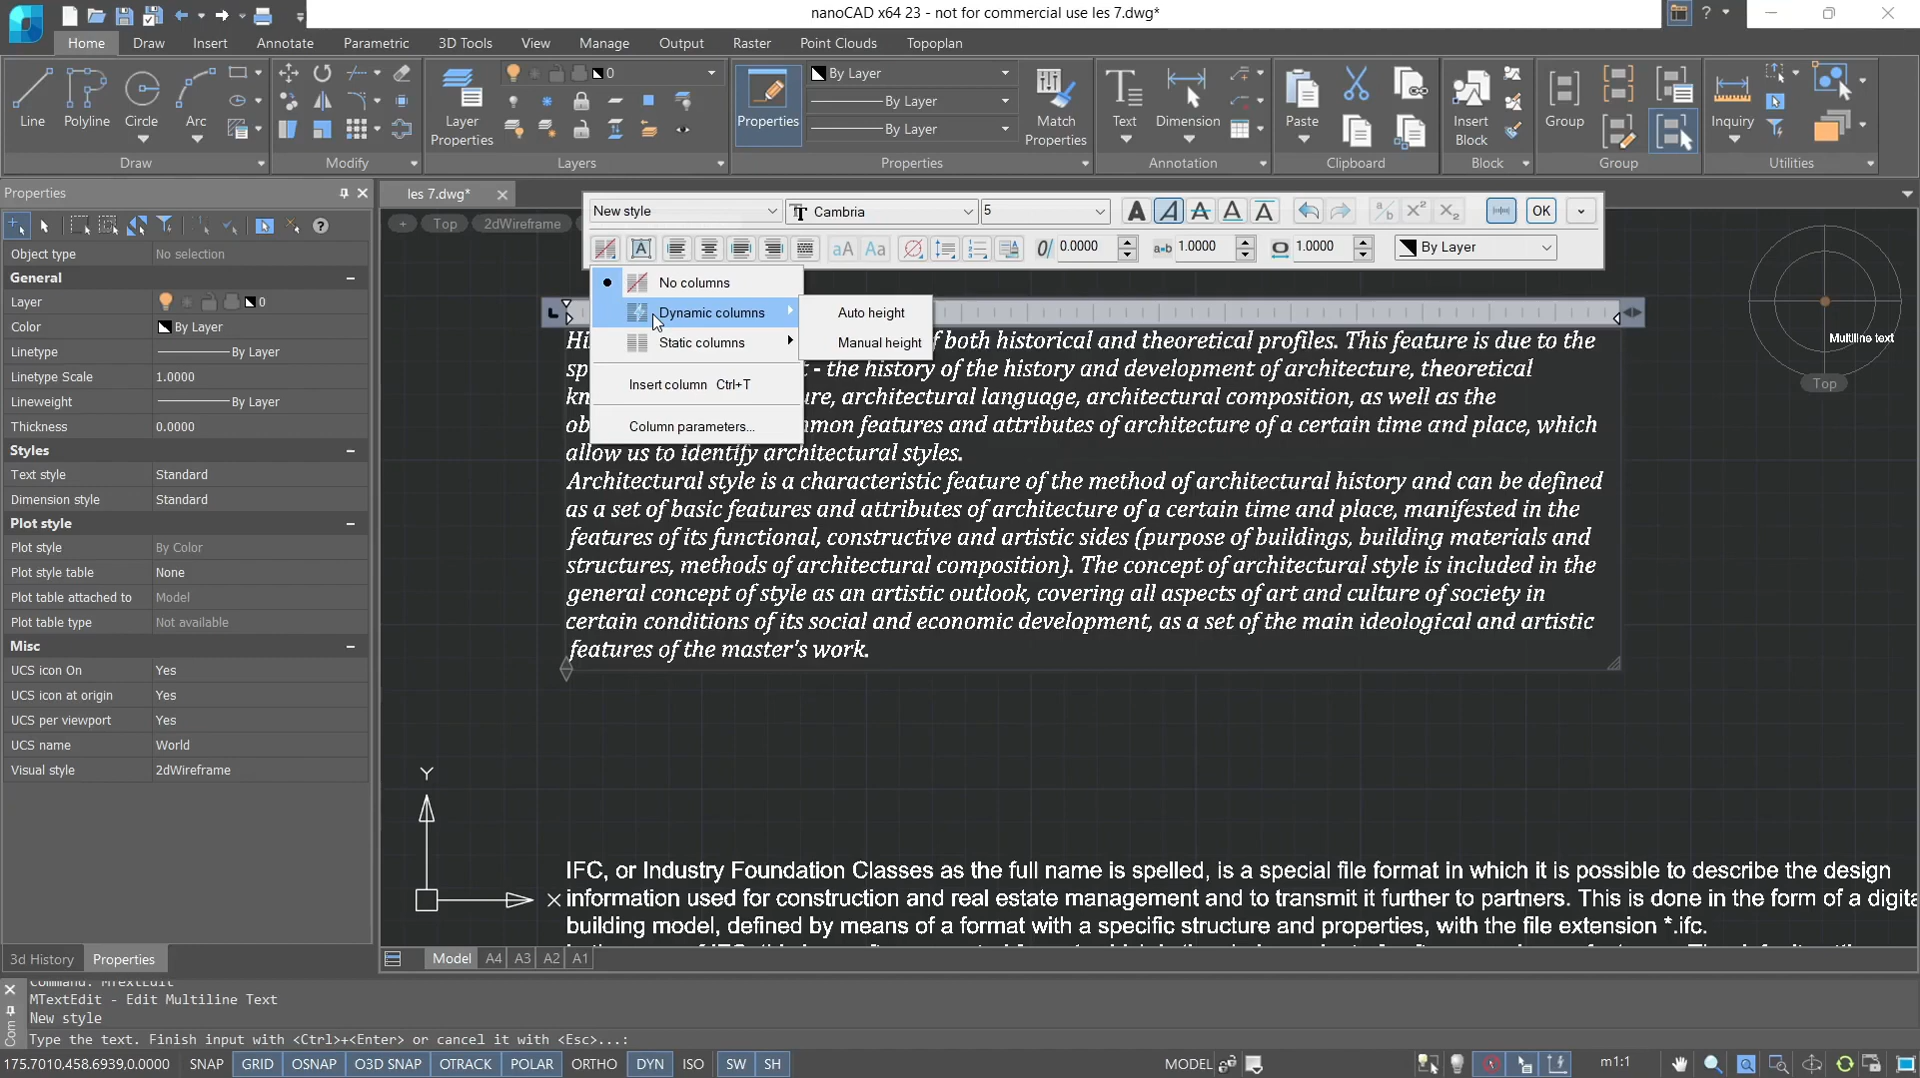 nanoCAD x64 23 - not for commercial use les 7.dwg*
Home Draw Insert Annotate Parametric 3D Tools View Manage Output Raster Point Clouds Topoplan
0 By Layer
By Layer
By Layer
Line Polyline Circle Arc Layer Properties Properties Match Properties Text Dimension Paste Insert Block Group Inquiry
Draw Modify Layers Properties Annotation Clipboard Block Group Utilities
Properties
les 7.dwg*
New style Cambria 5 OK
+ Top 2dWireframe
0.0000 1.0000 1.0000 By Layer
Object type No selection
General
Layer 0
Color By Layer
Linetype By Layer
Linetype Scale 1.0000
Lineweight By Layer
Thickness 0.0000
Styles
Text style Standard
Dimension style Standard
Plot style
Plot style By Color
Plot style table None
Plot table attached to Model
Plot table type Not available
Misc
UCS icon On Yes
UCS icon at origin Yes
UCS per viewport Yes
UCS name World
Visual style 2dWireframe
3d History Properties
No columns
Dynamic columns
Static columns
Insert column Ctrl+T
Column parameters...
Auto height
Manual height
Multiline text
Top
both historical and theoretical profiles. This feature is due to the
- the history of the history and development of architecture, theoretical
architectural language, architectural composition, as well as the
features and attributes of architecture of a certain time and place, which
allow us to identify architectural styles.
Architectural style is a characteristic feature of the method of architectural history and can be defined
as a set of basic features and attributes of architecture of a certain time and place, manifested in the
features of its functional, constructive and artistic sides (purpose of buildings, building materials and
structures, methods of architectural composition). The concept of architectural style is included in the
general concept of style as an artistic outlook, covering all aspects of art and culture of society in
certain conditions of its social and economic development, as a set of the main ideological and artistic
features of the master's work.
Y
X
IFC, or Industry Foundation Classes as the full name is spelled, is a special file format in which it is possible to describe the design
information used for construction and real estate management and to transmit it further to partners. This is done in the form of a digita
building model, defined by means of a format with a specific structure and properties, with the file extension *.ifc.
Model A4 A3 A2 A1
Command: MTextEdit
MTextEdit - Edit Multiline Text
New style
Type the text. Finish input with <Ctrl>+<Enter> or cancel it with <Esc>...:
175.7010,458.6939,0.0000 SNAP GRID OSNAP O3D SNAP OTRACK POLAR ORTHO DYN ISO SW SH MODEL m1:1